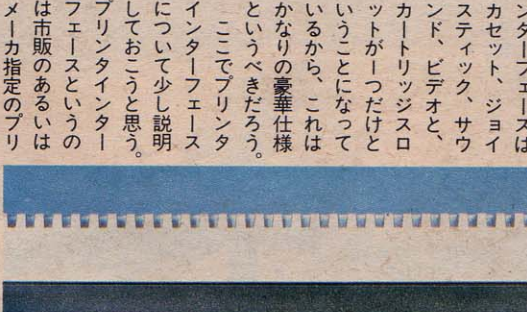 ンターフェースは
カセット、ジョイ
スティック、サウ
ンド、ビデオと、
カートリッジスロ
ットが一つだけと
いうことになって
いるから、これは
かなりの豪華仕様
というべきだろう。
ここでプリンタ
インターフェース
について少し説明
しておこうと思う。
プリンタインター
フェースというの
は市販のあるいは
メーカ指定のプリ